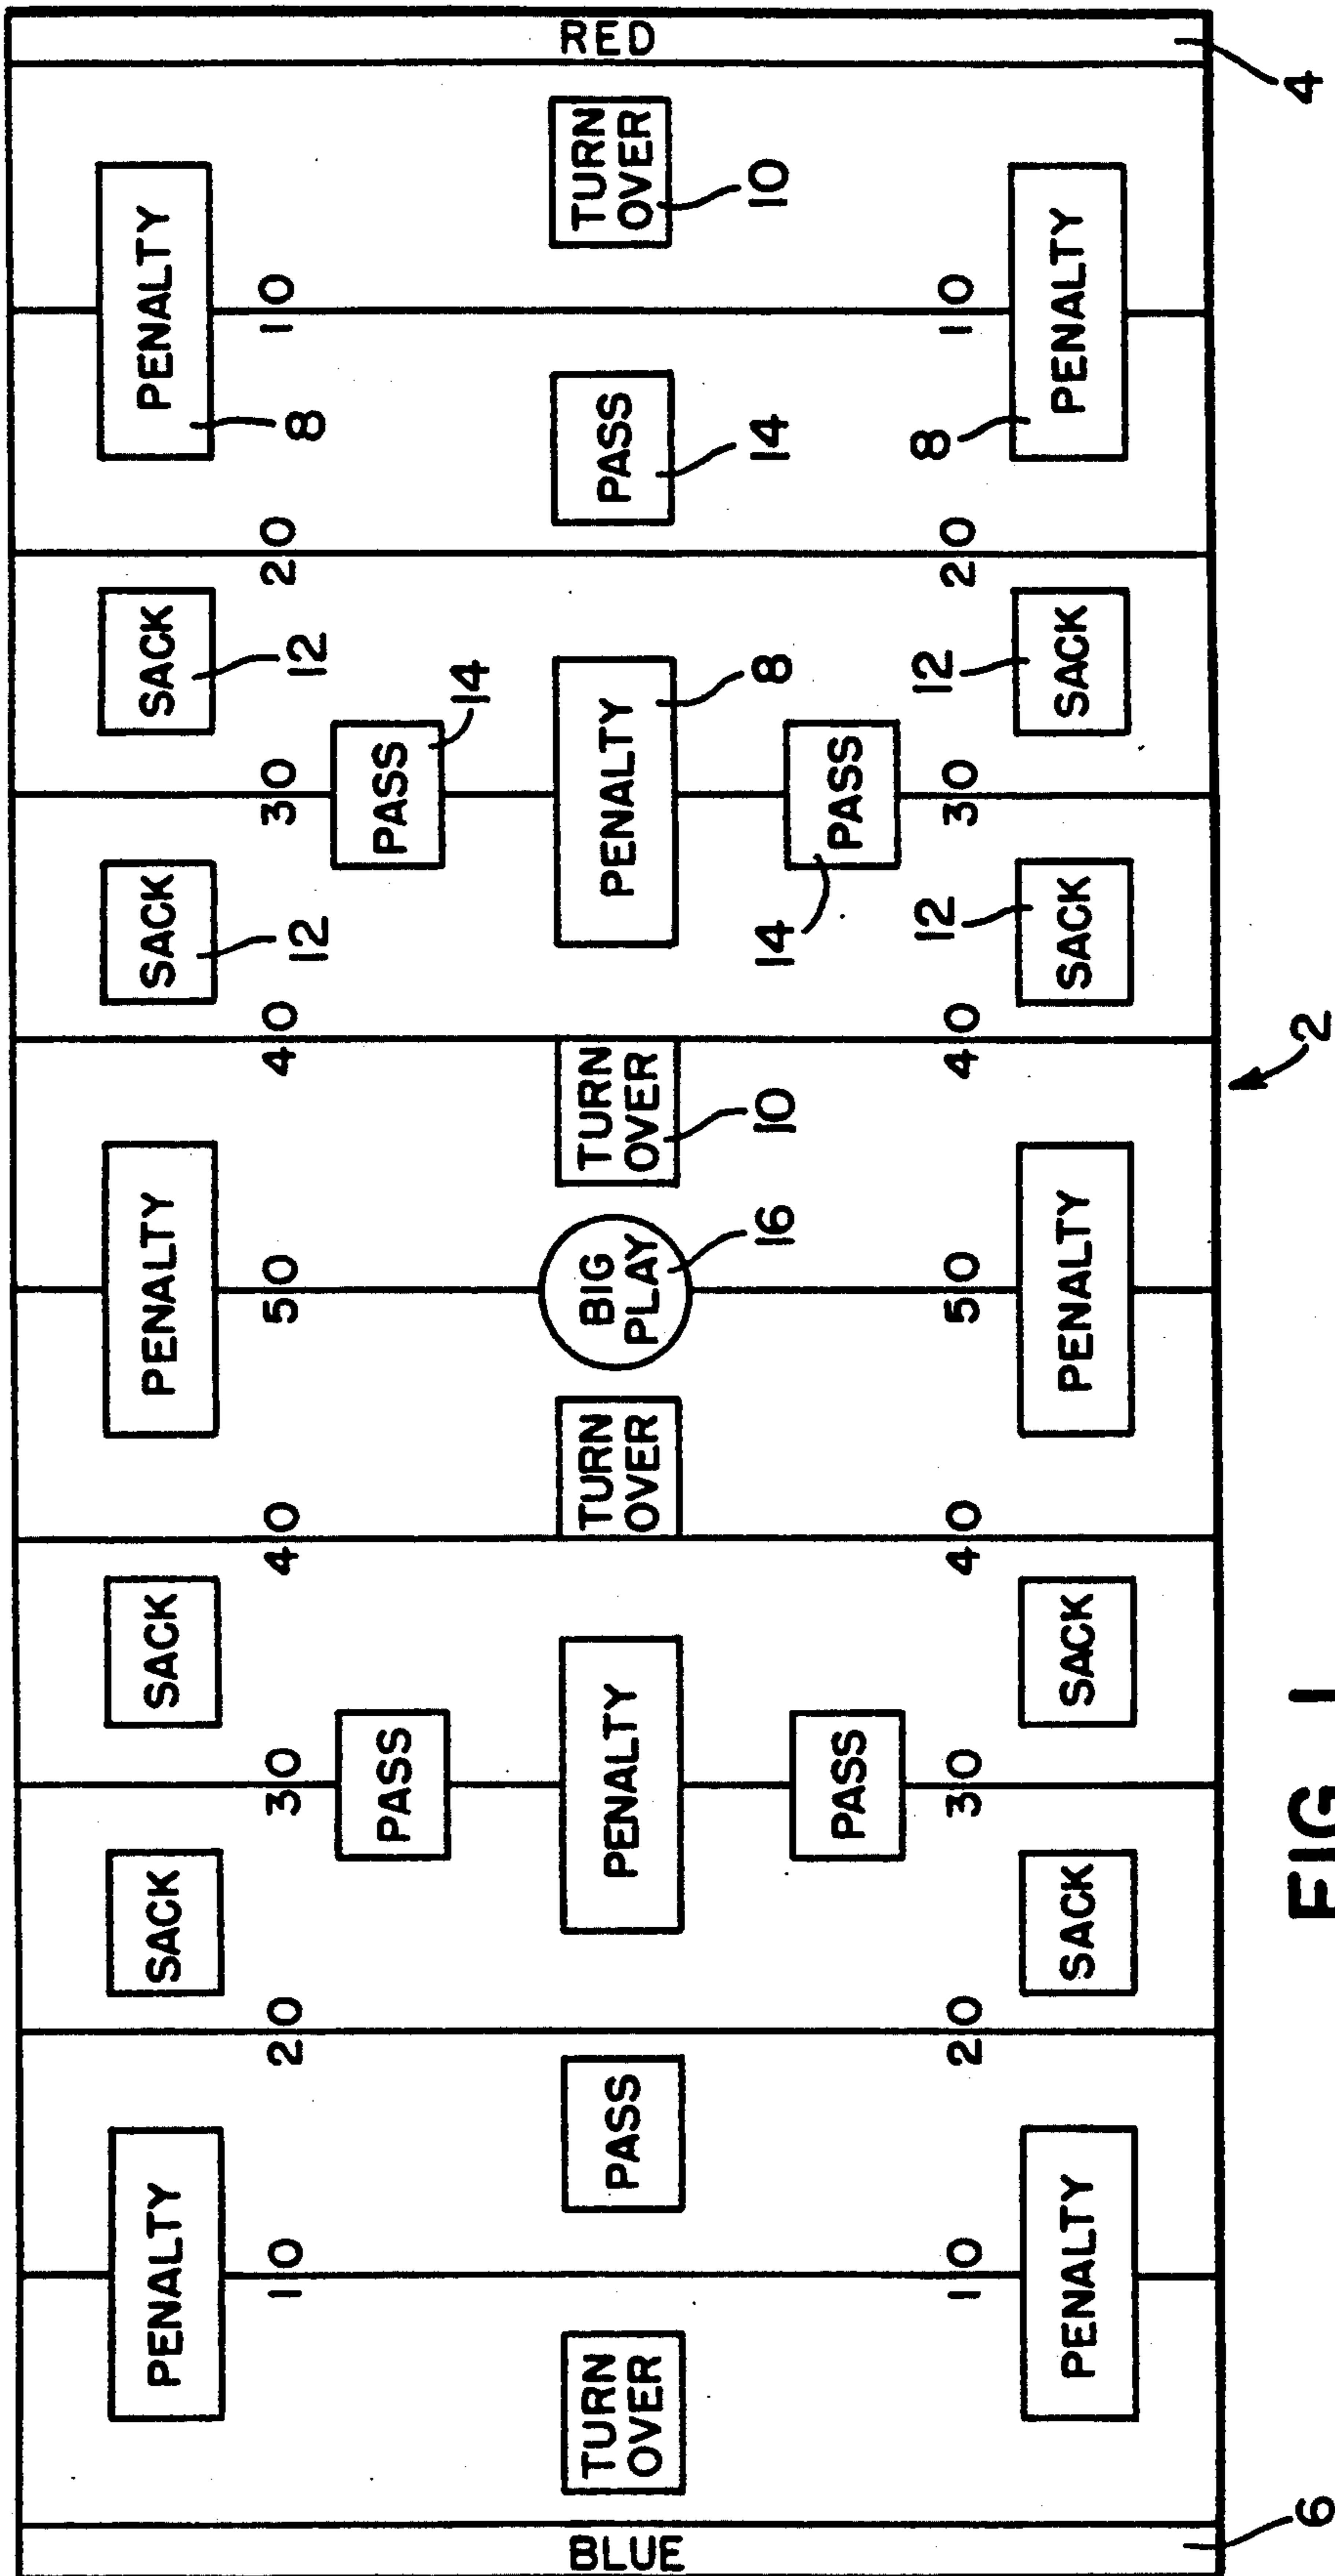 PENALTY
SACK
SACK
PENALTY
SACK
SACK
PENALTY
10
20
30
40
50
40
12
30
12
20
8
10
PASS
PASS
14
BLUE
TURN
OVER
PASS
PENALTY
TURN
OVER
BIG
PLAY
TURN
OVER
PENALTY
PASS
TURN
OVER
RED
16
10
14
8
14
10
PASS
PASS
10
20
30
40
50
40
12
30
12
20
8
10
PENALTY
SACK
SACK
PENALTY
SACK
SACK
PENALTY
6
2
4
FIG. 1